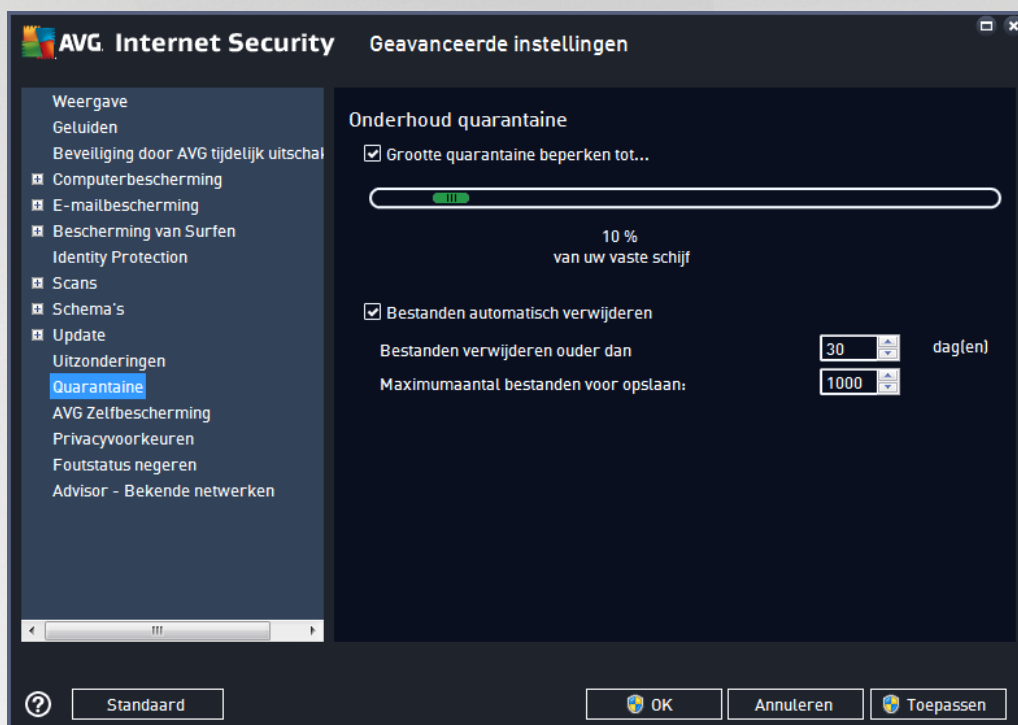 AVG. Internet Security Geavanceerde instellingen
Weergave
Geluiden
Beveiliging door AVG tijdelijk uitschak
Computerbescherming
E-mailbescherming
Bescherming van Surfen
Identity Protection
Scans
Schema's
Update
Uitzonderingen
Quarantaine
AVG Zelfbescherming
Privacyvoorkeuren
Foutstatus negeren
Advisor - Bekende netwerken
Onderhoud quarantaine
Grootte quarantaine beperken tot...
10 %
van uw vaste schijf
Bestanden automatisch verwijderen
Bestanden verwijderen ouder dan 30 dag(en)
Maximumaantal bestanden voor opslaan: 1000
? Standaard OK Annuleren Toepassen